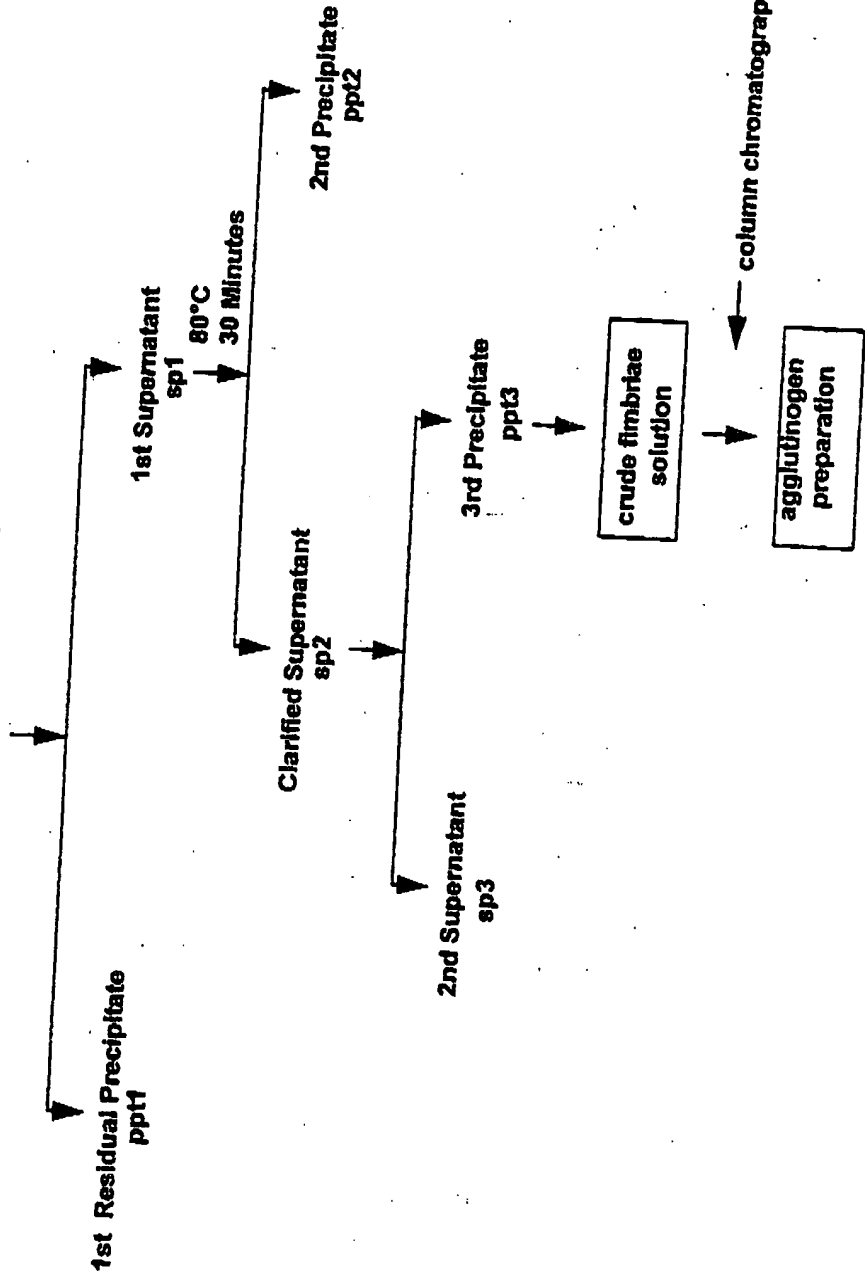 1st Residual Precipitate
ppt1
1st Supernatant
sp1
80°C
30 Minutes
2nd Precipitate
ppt2
Clarified Supernatant
sp2
2nd Supernatant
sp3
3rd Precipitate
ppt3
crude fimbriae
solution
column chromatograp
agglutinogen
preparation